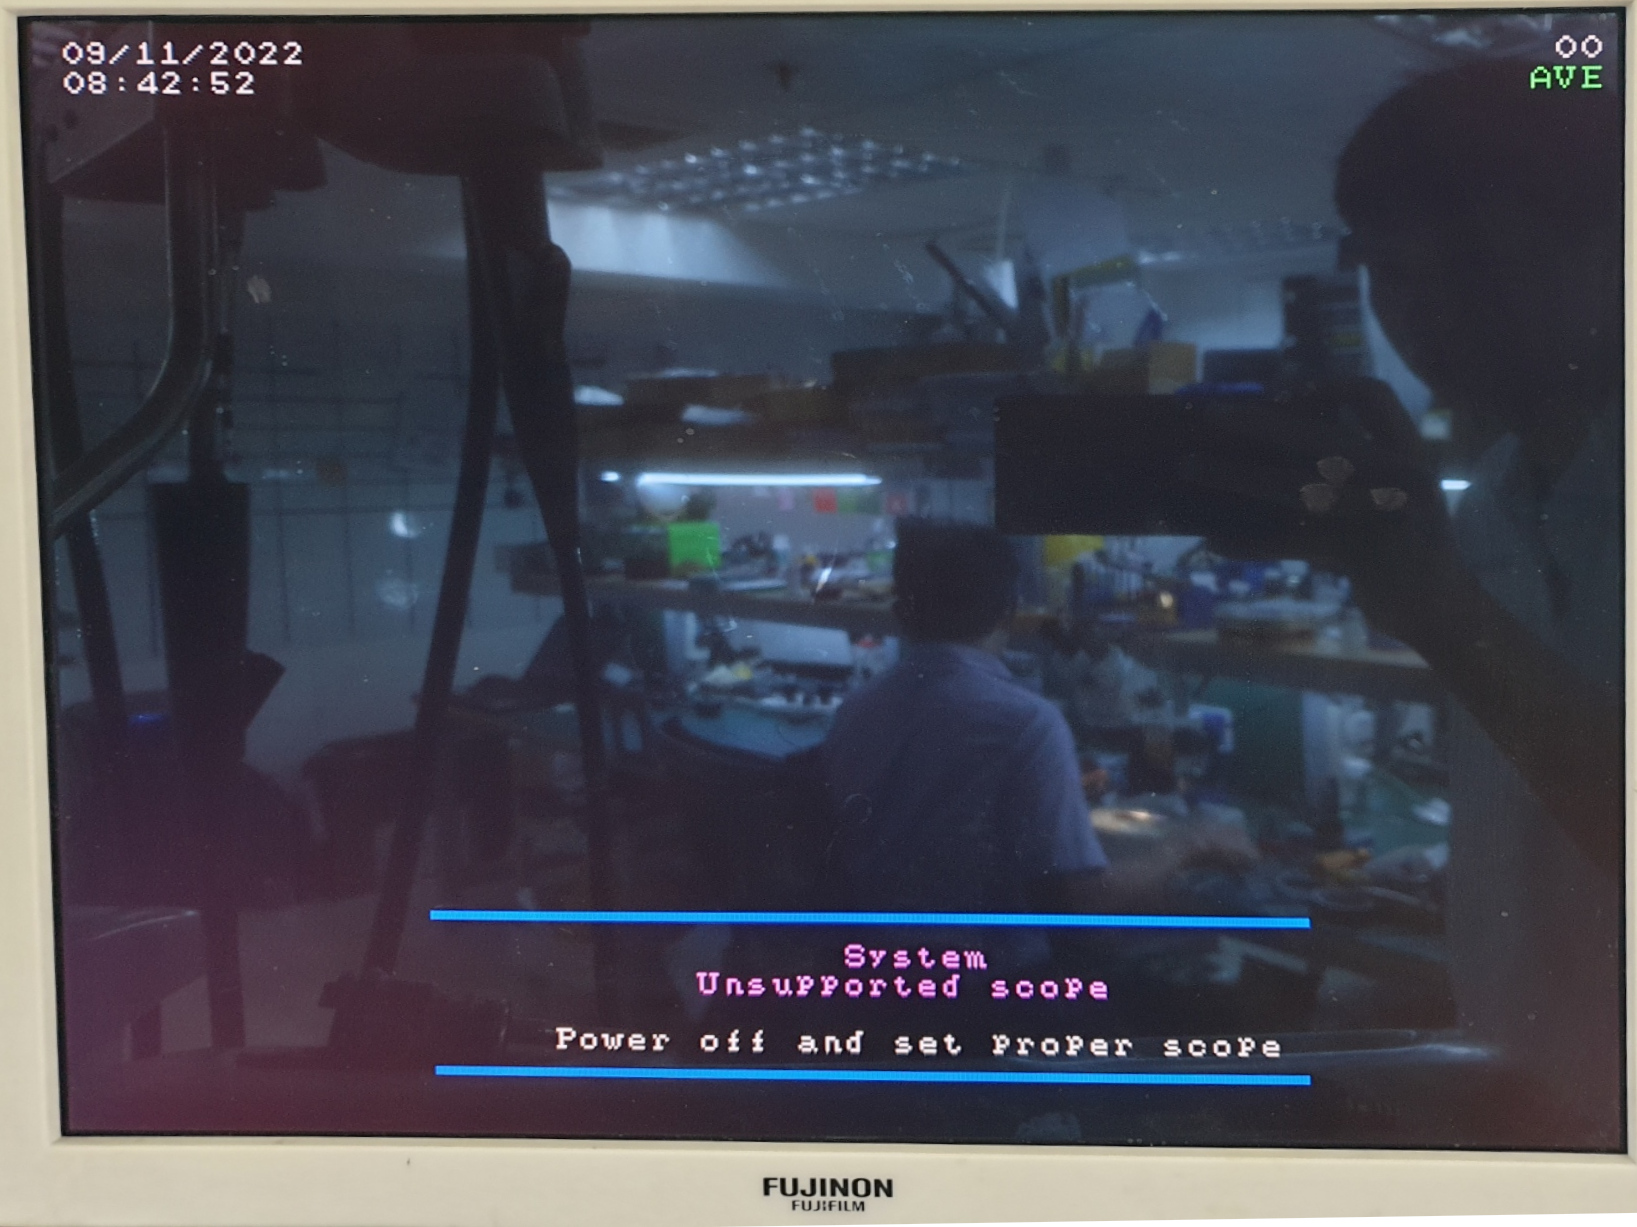 09/11/2022
08:42:52
00
AVE
System
Unsupported scope
Power off and set proper scope
FUJINON
FUJIFILM